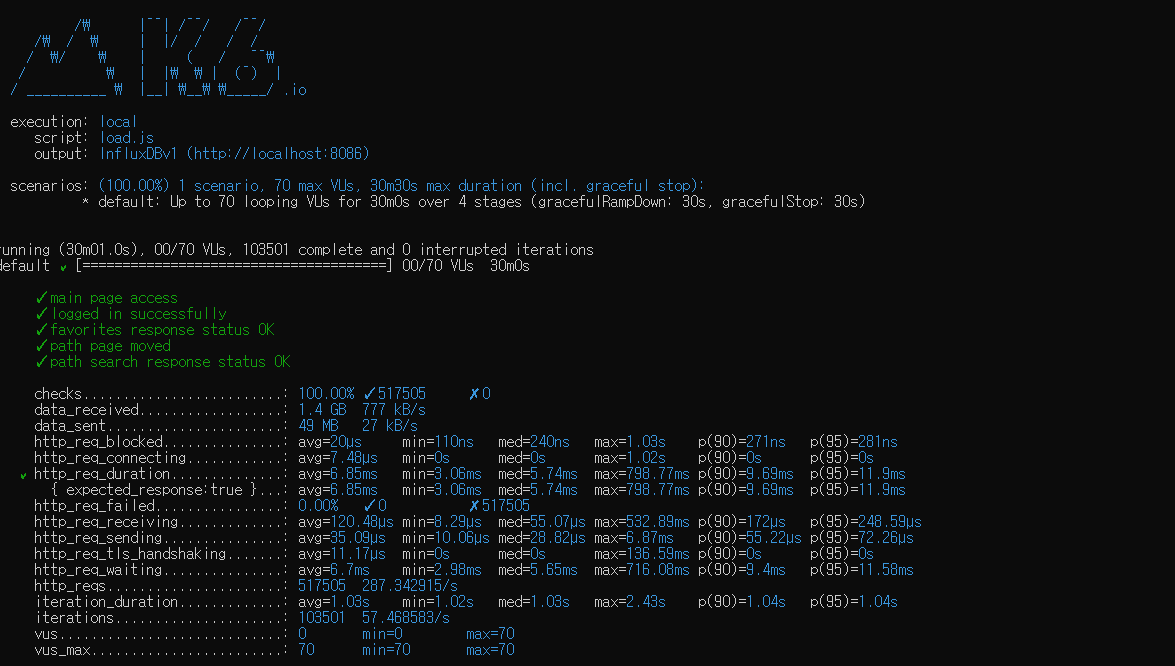 /₩      |‾‾| /‾‾/   /‾‾/
/₩  /  ₩     |  |/  /   /  /
/  ₩/    ₩    |     (   /   ‾‾₩
/          ₩   |  |₩  ₩ |  (‾)  |
/ __________ ₩  |__| ₩__₩ ₩_____/ .io
execution: local
script: load.js
output: InfluxDBv1 (http://localhost:8086)
scenarios: (100.00%) 1 scenario, 70 max VUs, 30m30s max duration (incl. graceful stop):
* default: Up to 70 looping VUs for 30m0s over 4 stages (gracefulRampDown: 30s, gracefulStop: 30s)
running (30m01.0s), 00/70 VUs, 103501 complete and 0 interrupted iterations
default ✓ [======================================] 00/70 VUs  30m0s
✓ main page access
✓ logged in successfully
✓ favorites response status OK
✓ path page moved
✓ path search response status OK
checks.........................: 100.00% ✓ 517505     ✗ 0
data_received..................: 1.4 GB  777 kB/s
data_sent......................: 49 MB   27 kB/s
http_req_blocked...............: avg=20µs     min=110ns   med=240ns   max=1.03s    p(90)=271ns   p(95)=281ns
http_req_connecting............: avg=7.48µs   min=0s      med=0s      max=1.02s    p(90)=0s      p(95)=0s
✓ http_req_duration..............: avg=6.85ms   min=3.06ms  med=5.74ms  max=798.77ms p(90)=9.69ms  p(95)=11.9ms
{ expected_response:true }...: avg=6.85ms   min=3.06ms  med=5.74ms  max=798.77ms p(90)=9.69ms  p(95)=11.9ms
http_req_failed................: 0.00%   ✓ 0          ✗ 517505
http_req_receiving.............: avg=120.48µs min=8.29µs  med=55.07µs max=532.89ms p(90)=172µs   p(95)=248.59µs
http_req_sending...............: avg=35.09µs  min=10.06µs med=28.82µs max=6.87ms   p(90)=55.22µs p(95)=72.26µs
http_req_tls_handshaking.......: avg=11.17µs  min=0s      med=0s      max=136.59ms p(90)=0s      p(95)=0s
http_req_waiting...............: avg=6.7ms    min=2.98ms  med=5.65ms  max=716.08ms p(90)=9.4ms   p(95)=11.58ms
http_reqs......................: 517505  287.342915/s
iteration_duration.............: avg=1.03s    min=1.02s   med=1.03s   max=2.43s    p(90)=1.04s   p(95)=1.04s
iterations.....................: 103501  57.468583/s
vus............................: 0       min=0        max=70
vus_max........................: 70      min=70       max=70